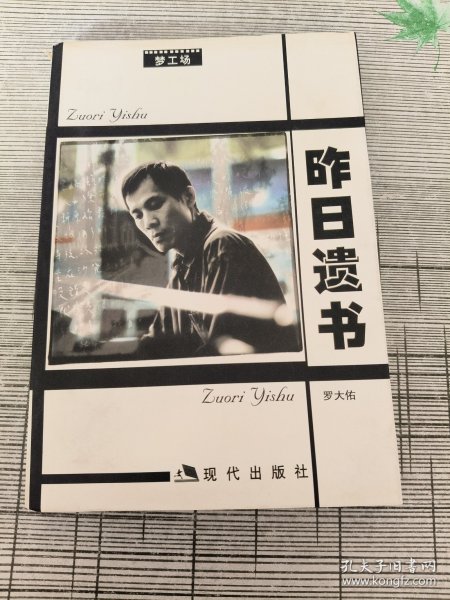 梦工场
Zuori Yishu
昨日遗书
Zuori Yishu
罗大佑
现代出版社
孔夫子旧书网
www.kongfz.com